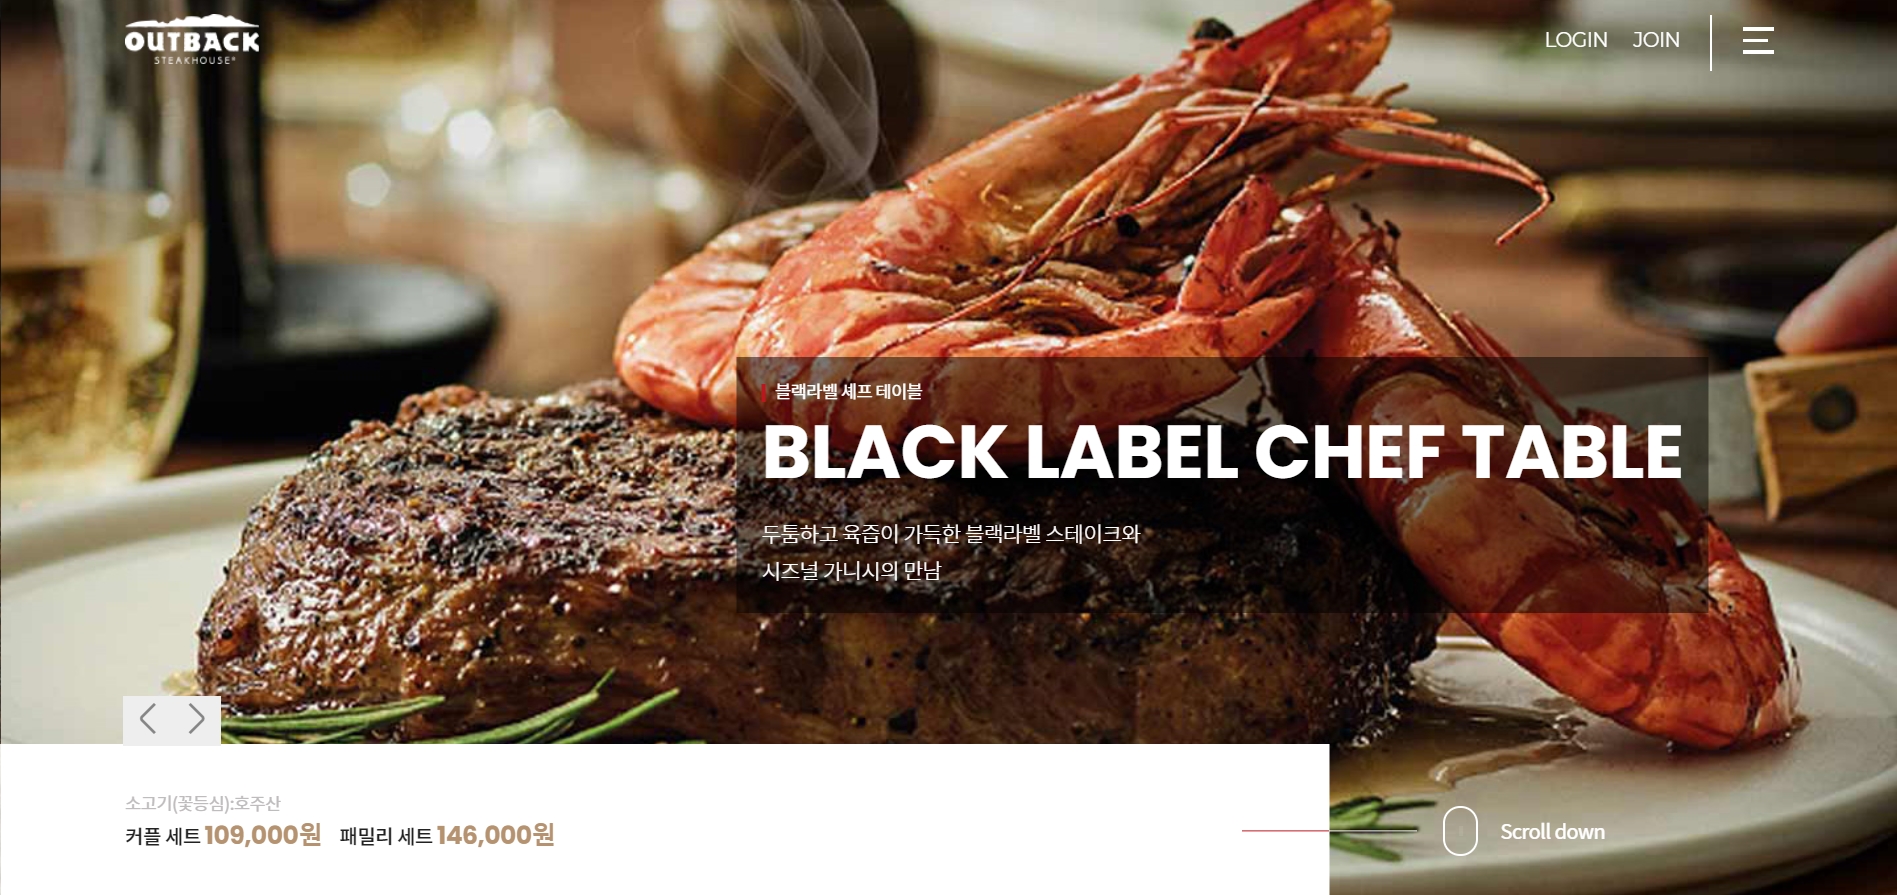 OUTBACK
STEAKHOUSE®
LOGIN JOIN
블랙라벨 셰프 테이블
BLACK LABEL CHEF TABLE
두툼하고 육즙이 가득한 블랙라벨 스테이크와
시즈널 가니시의 만남
소고기(꽃등심):호주산
커플 세트 109,000원 패밀리 세트 146,000원
Scroll down